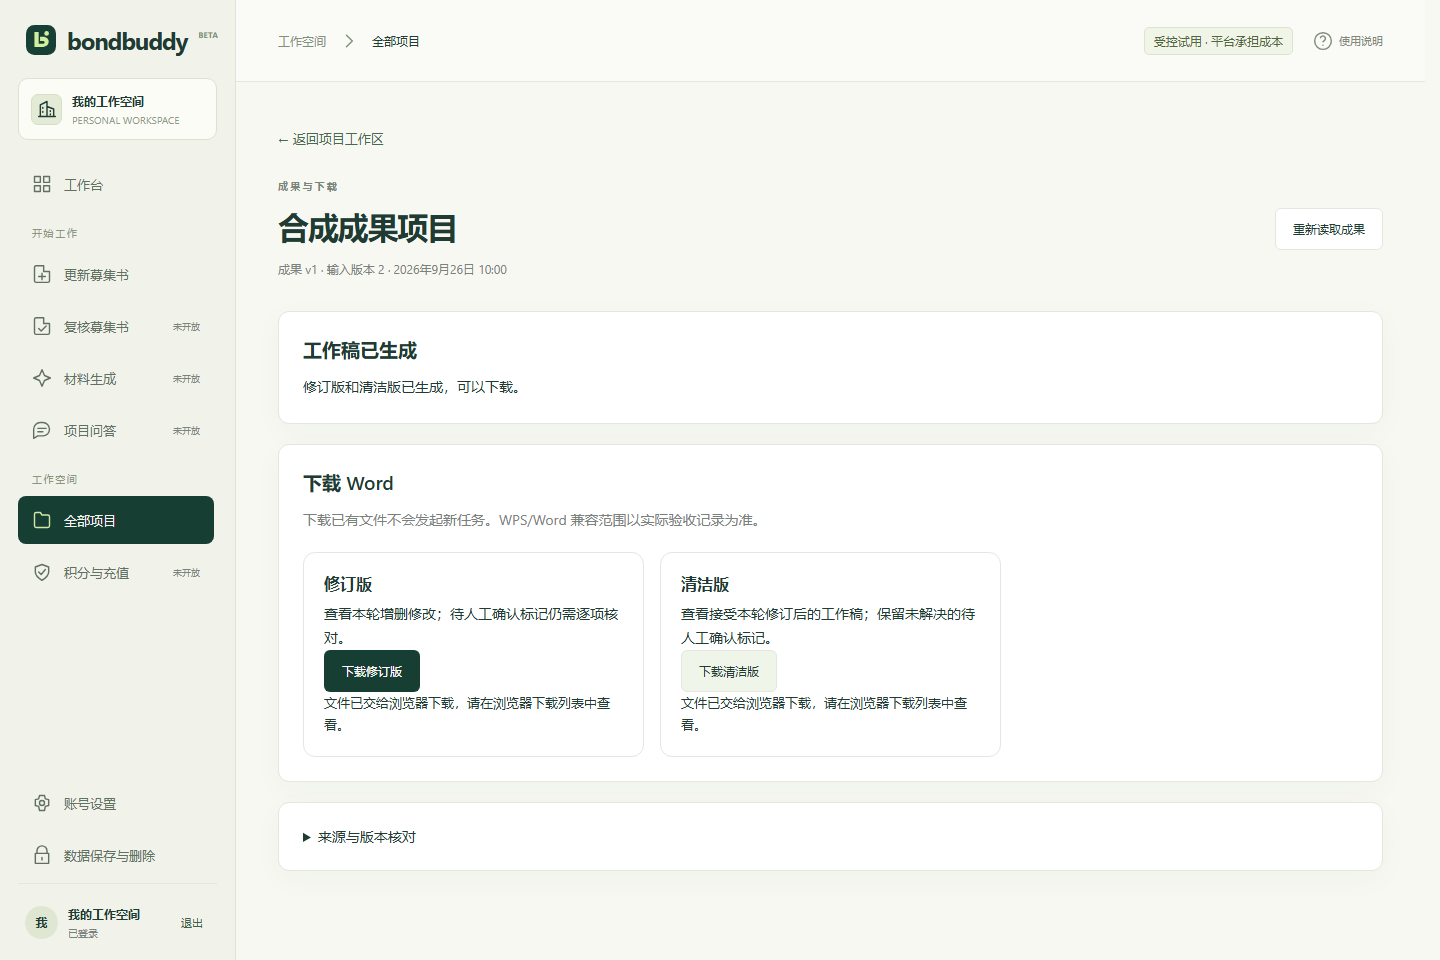 bondbuddy BETA
我的工作空间
PERSONAL WORKSPACE
工作台
开始工作
更新募集书
复核募集书 未开放
材料生成 未开放
项目问答 未开放
工作空间
全部项目
积分与充值 未开放
账号设置
数据保存与删除
我 我的工作空间
已登录
退出
工作空间 全部项目
受控试用 · 平台承担成本
使用说明
← 返回项目工作区
成果与下载
合成成果项目
成果 v1 · 输入版本 2 · 2026年9月26日 10:00
重新读取成果
工作稿已生成
修订版和清洁版已生成，可以下载。
下载 Word
下载已有文件不会发起新任务。WPS/Word 兼容范围以实际验收记录为准。
修订版
查看本轮增删修改；待人工确认标记仍需逐项核
对。
下载修订版
文件已交给浏览器下载，请在浏览器下载列表中查
看。
清洁版
查看接受本轮修订后的工作稿；保留未解决的待
人工确认标记。
下载清洁版
文件已交给浏览器下载，请在浏览器下载列表中查
看。
来源与版本核对